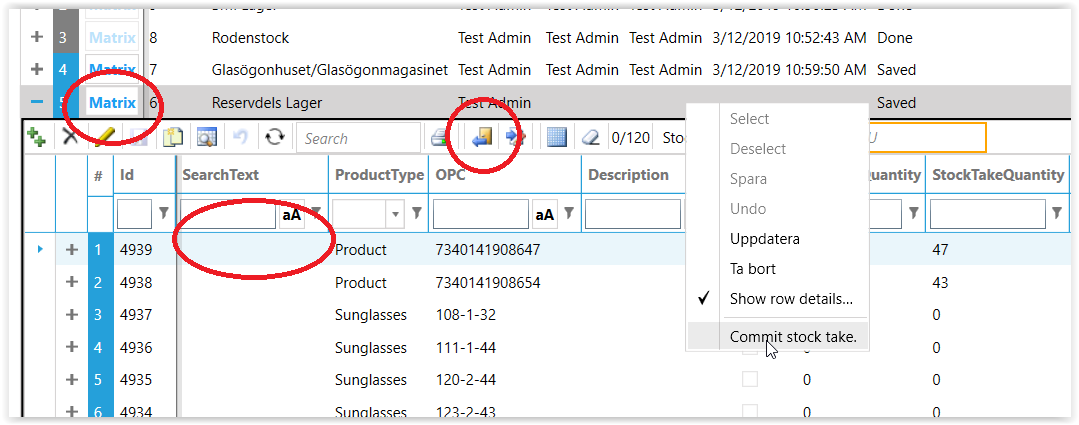 Done
+ 3 Matrix 8 Rodenstock Test Admin Test Admin Test Admin 3/12/2019 10:52:43 AM Done
+ 4 Matrix 7 Glasögonhuset/Glasögonmagasinet Test Admin Test Admin Test Admin 3/12/2019 10:59:50 AM Saved
− 5 Matrix 6 Reservdels Lager Test Admin Saved
Search 0/120
# Id SearchText ProductType OPC Description Quantity StockTakeQuantity
aA aA
+ 1 4939 Product 7340141908647 47
+ 2 4938 Product 7340141908654 43
+ 3 4937 Sunglasses 108-1-32 0
+ 4 4936 Sunglasses 111-1-44 0 0
+ 5 4935 Sunglasses 120-2-44 0 0
+ 6 4934 Sunglasses 123-2-43 0 0
Select
Deselect
Spara
Undo
Uppdatera
Ta bort
✓ Show row details...
Commit stock take.